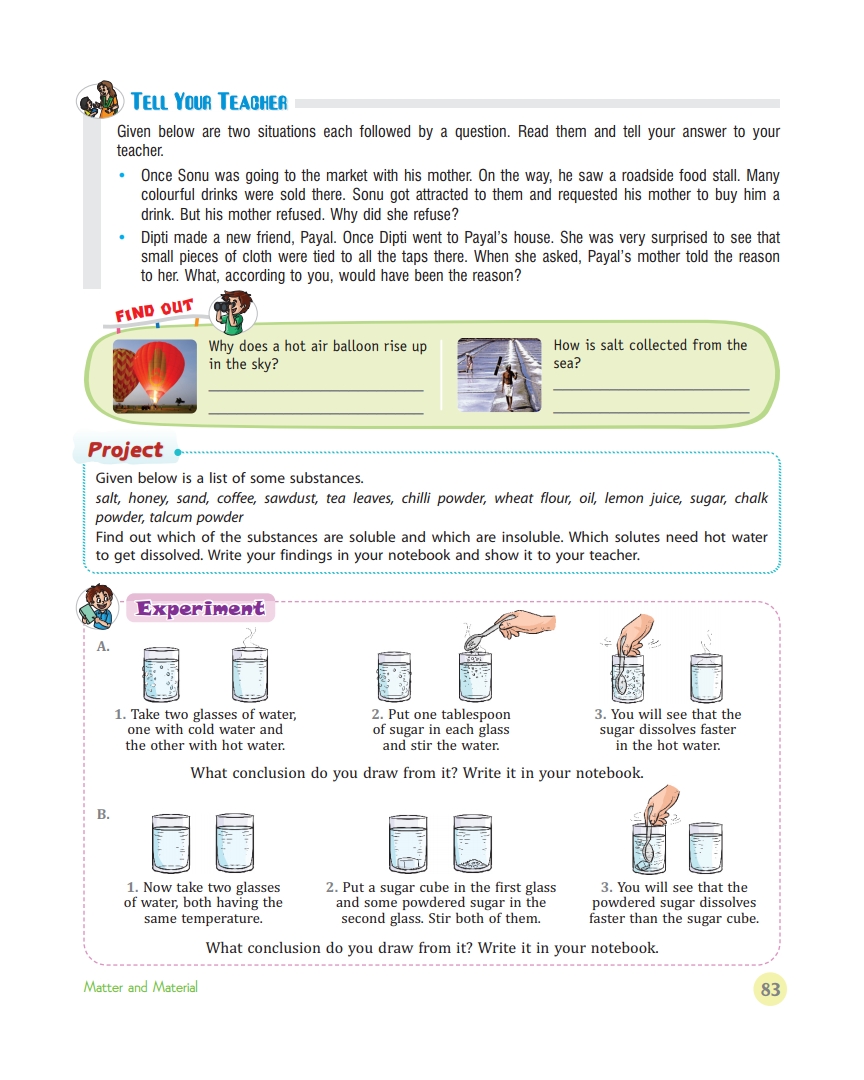 TELL YOUR TEACHER
Given below are two situations each followed by a question. Read them and tell your answer to your
teacher.
• Once Sonu was going to the market with his mother. On the way, he saw a roadside food stall. Many
colourful drinks were sold there. Sonu got attracted to them and requested his mother to buy him a
drink. But his mother refused. Why did she refuse?
• Dipti made a new friend, Payal. Once Dipti went to Payal's house. She was very surprised to see that
small pieces of cloth were tied to all the taps there. When she asked, Payal's mother told the reason
to her. What, according to you, would have been the reason?
FIND OUT
Why does a hot air balloon rise up
in the sky?
How is salt collected from the
sea?
Project
Given below is a list of some substances.
salt, honey, sand, coffee, sawdust, tea leaves, chilli powder, wheat flour, oil, lemon juice, sugar, chalk
powder, talcum powder
Find out which of the substances are soluble and which are insoluble. Which solutes need hot water
to get dissolved. Write your findings in your notebook and show it to your teacher.
Experiment
A.
1. Take two glasses of water,
one with cold water and
the other with hot water.
2. Put one tablespoon
of sugar in each glass
and stir the water.
3. You will see that the
sugar dissolves faster
in the hot water.
What conclusion do you draw from it? Write it in your notebook.
B.
1. Now take two glasses
of water, both having the
same temperature.
2. Put a sugar cube in the first glass
and some powdered sugar in the
second glass. Stir both of them.
3. You will see that the
powdered sugar dissolves
faster than the sugar cube.
What conclusion do you draw from it? Write it in your notebook.
Matter and Material
83